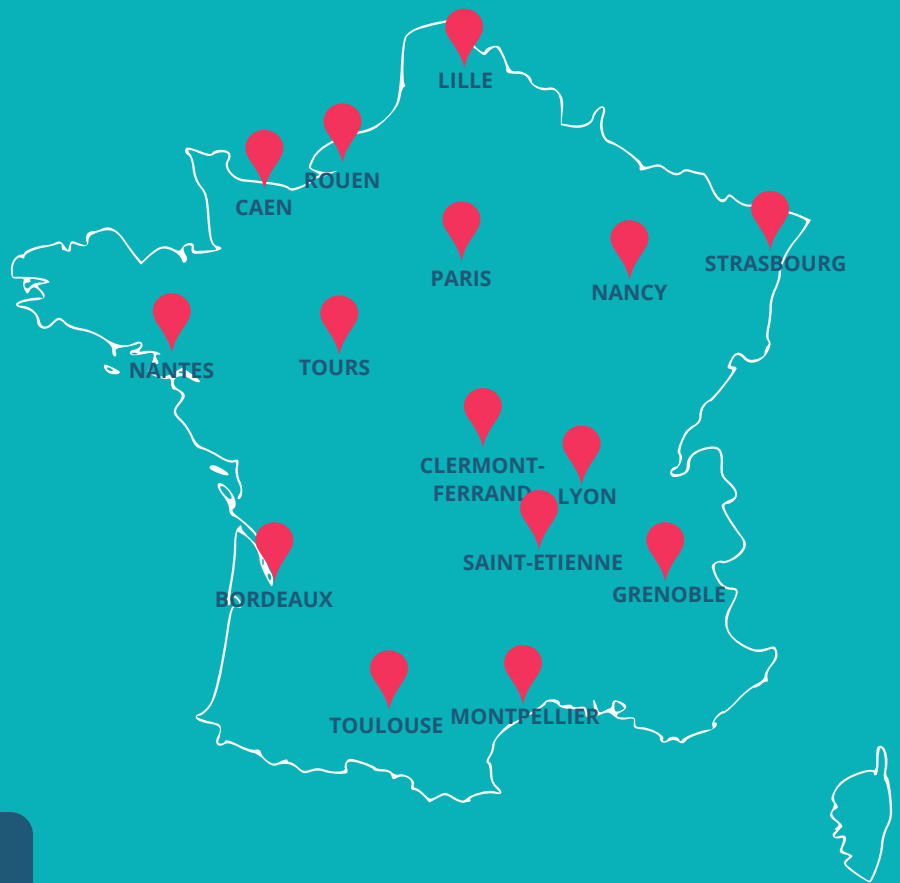 LILLE
ROUEN
CAEN
PARIS
STRASBOURG
NANCY
NANTES
TOURS
CLERMONT-
FERRAND
LYON
SAINT-ETIENNE
GRENOBLE
BORDEAUX
MONTPELLIER
TOULOUSE